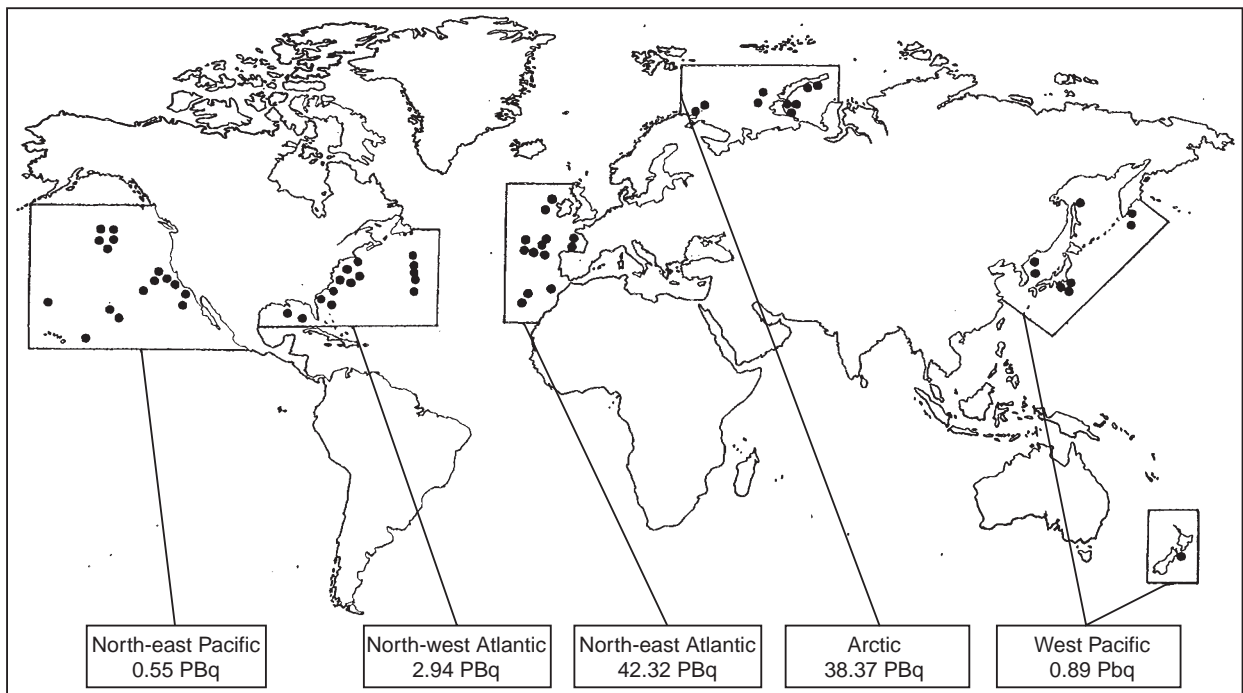 North-east Pacific
0.55 PBq
North-west Atlantic
2.94 PBq
North-east Atlantic
42.32 PBq
Arctic
38.37 PBq
West Pacific
0.89 Pbq